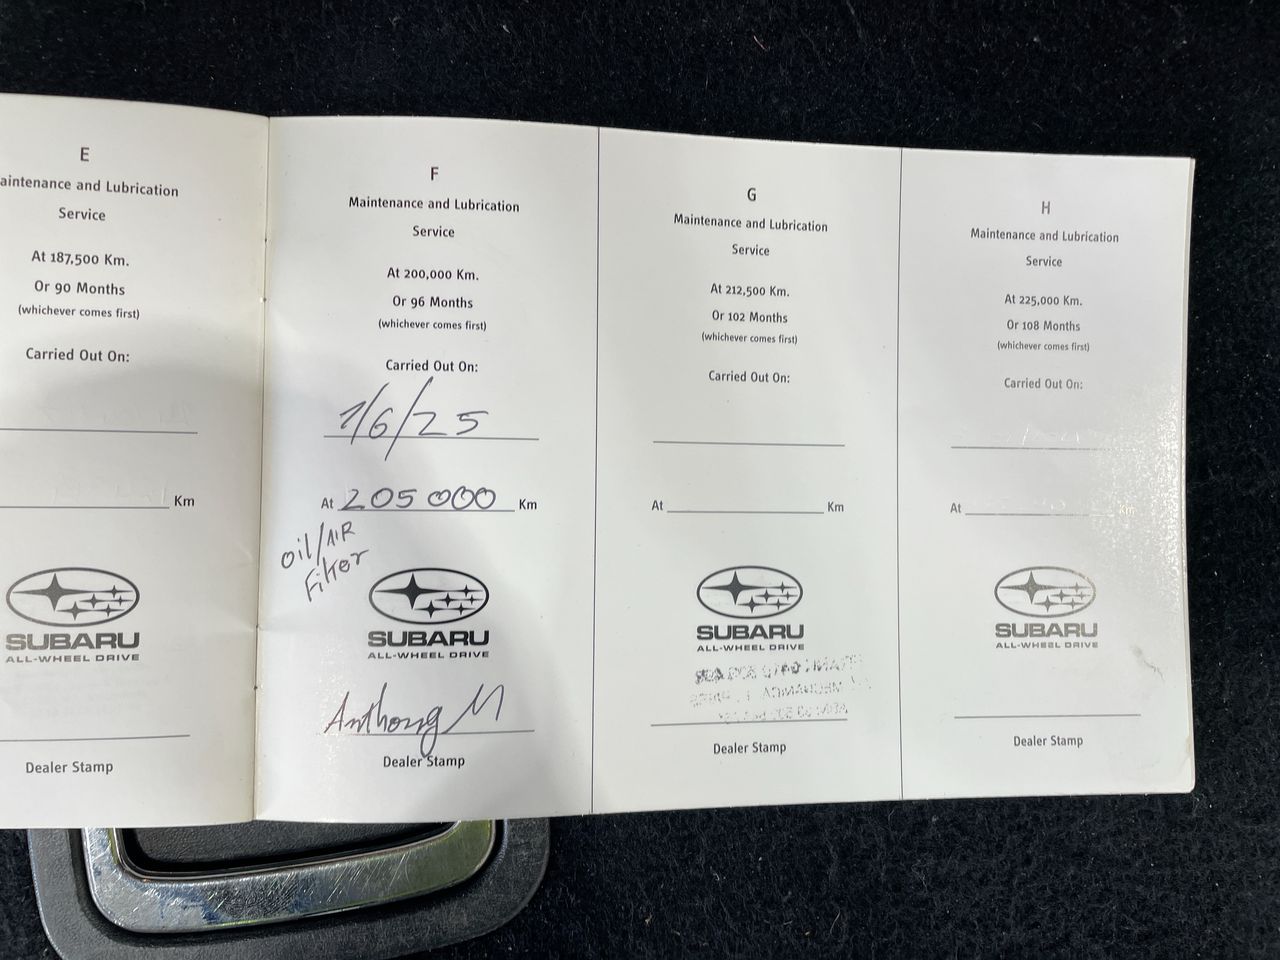 E
aintenance and Lubrication
Service
At 187,500 Km.
Or 90 Months
(whichever comes first)
Carried Out On:
Km
SUBARU
ALL-WHEEL DRIVE
Dealer Stamp
F
Maintenance and Lubrication
Service
At 200,000 Km.
Or 96 Months
(whichever comes first)
Carried Out On:
1/6/25
At 205 000 Km
Oil/AIR
Filter
SUBARU
ALL-WHEEL DRIVE
Anthony M
Dealer Stamp
G
Maintenance and Lubrication
Service
At 212,500 Km.
Or 102 Months
(whichever comes first)
Carried Out On:
At Km
SUBARU
ALL-WHEEL DRIVE
Dealer Stamp
H
Maintenance and Lubrication
Service
At 225,000 Km.
Or 108 Months
(whichever comes first)
Carried Out On:
At Km
SUBARU
ALL-WHEEL DRIVE
Dealer Stamp